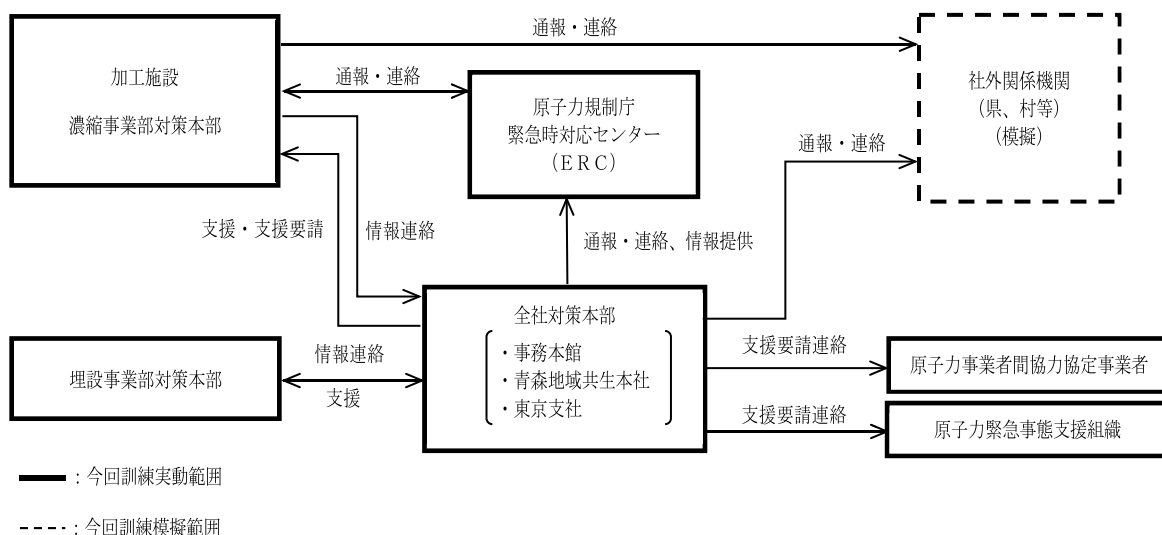 通報・連絡
加工施設
濃縮事業部対策本部
通報・連絡
原子力規制庁
緊急時対応センター
(ERC)
社外関係機関
(県、村等)
(模擬)
通報・連絡
支援・支援要請
情報連絡
通報・連絡、情報提供
全社対策本部
・事務本館
・青森地域共生本社
・東京支社
埋設事業部対策本部
情報連絡
支援
支援要請連絡
原子力事業者間協力協定事業者
支援要請連絡
原子力緊急事態支援組織
:今回訓練実動範囲
:今回訓練模擬範囲